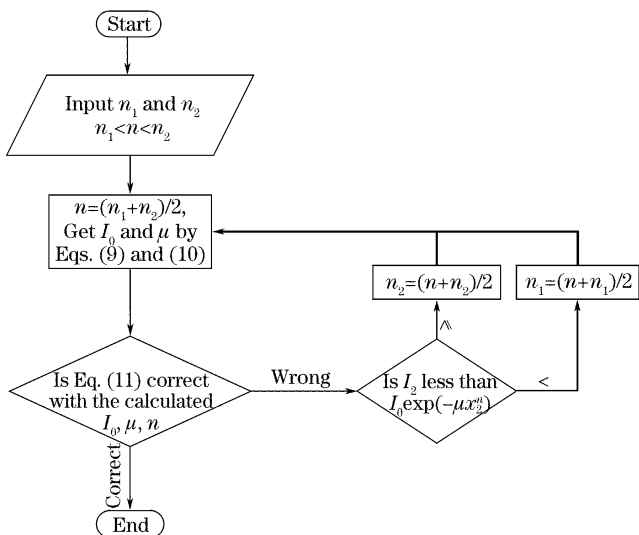 Start
Input n₁ and n₂
n₁<n<n₂
n=(n₁+n₂)/2,
Get I₀ and μ by
Eqs. (9) and (10)
n₂=(n+n₂)/2
n₁=(n+n₁)/2
Is Eq. (11) correct
with the calculated
I₀, μ, n
Wrong
Is I₂ less than
I₀exp(−μx₂ⁿ)
<
Correct
End